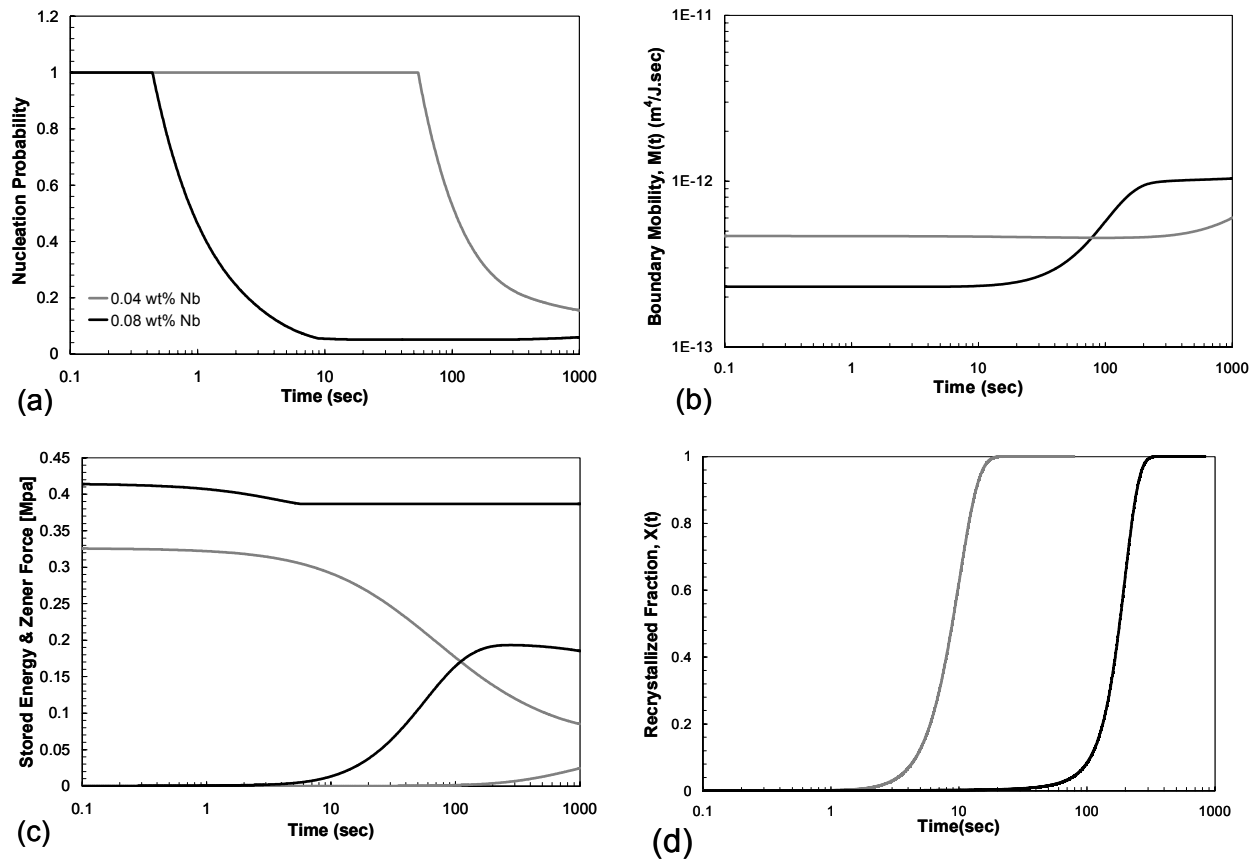 1.2
1
0.8
0.6
0.4
0.2
0
Nucleation Probability
0.04 wt% Nb
0.08 wt% Nb
0.1 1 10 100 1000
Time (sec)
(a)
1E-11
1E-12
1E-13
Boundary Mobility, M(t) (m⁴/J.sec)
0.1 1 10 100 1000
Time (sec)
(b)
0.45
0.4
0.35
0.3
0.25
0.2
0.15
0.1
0.05
0
Stored Energy & Zener Force [Mpa]
0.1 1 10 100 1000
Time (sec)
(c)
1
0.8
0.6
0.4
0.2
0
Recrystallized Fraction, X(t)
0.1 1 10 100 1000
Time(sec)
(d)